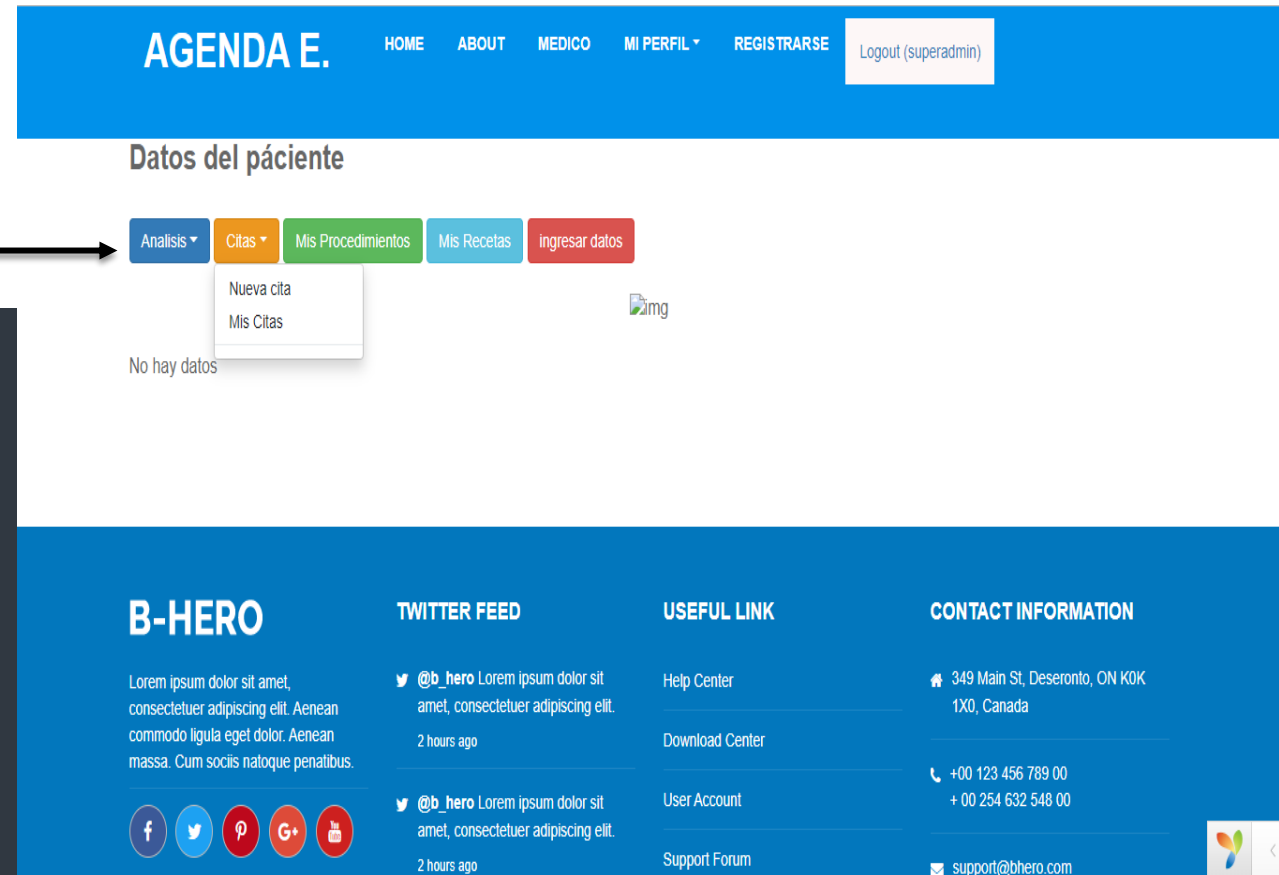 AGENDA E.
HOME ABOUT MEDICO MI PERFIL REGISTRARSE Logout (superadmin)
Datos del páciente
Analisis Citas Mis Procedimientos Mis Recetas ingresar datos
Nueva cita
Mis Citas
img
No hay datos
B-HERO
Lorem ipsum dolor sit amet,
consectetuer adipiscing elit. Aenean
commodo ligula eget dolor. Aenean
massa. Cum sociis natoque penatibus.
f G+ You Tube
TWITTER FEED
@b_hero Lorem ipsum dolor sit
amet, consectetuer adipiscing elit.
2 hours ago
@b_hero Lorem ipsum dolor sit
amet, consectetuer adipiscing elit.
2 hours ago
USEFUL LINK
Help Center
Download Center
User Account
Support Forum
CONTACT INFORMATION
349 Main St, Deseronto, ON K0K
1X0, Canada
+00 123 456 789 00
+ 00 254 632 548 00
support@bhero.com